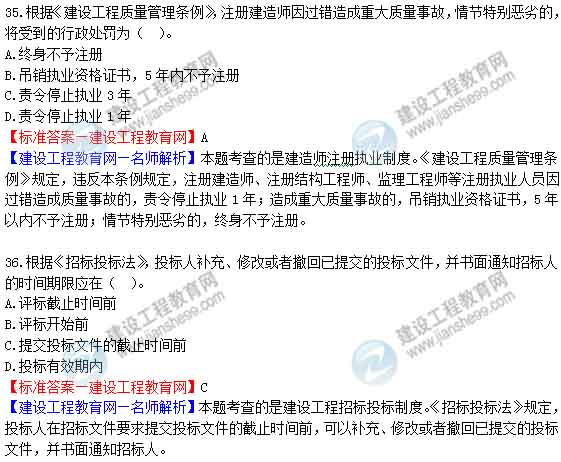 35.根据《建设工程质量管理条例》，注册建造师因过错造成重大质量事故，情节特别恶劣的，
将受到的行政处罚为（　）。
A.终身不予注册
B.吊销执业资格证书，5年内不予注册
C.责令停止执业3年
D.责令停止执业1年
【标准答案—建设工程教育网】A
【建设工程教育网—名师解析】本题考查的是建造师注册执业制度。《建设工程质量管理条
例》规定，违反本条例规定，注册建造师、注册结构工程师、监理工程师等注册执业人员因
过错造成质量事故的，责令停止执业1年；造成重大质量事故的，吊销执业资格证书，5年
以内不予注册；情节特别恶劣的，终身不予注册。
36.根据《招标投标法》，投标人补充、修改或者撤回已提交的投标文件，并书面通知招标人
的时间期限应在（　）。
A.评标截止时间前
B.评标开始前
C.提交投标文件的截止时间前
D.投标有效期内
【标准答案—建设工程教育网】C
【建设工程教育网—名师解析】本题考查的是建设工程招标投标制度。《招标投标法》规定，
投标人在招标文件要求提交投标文件的截止时间前，可以补充、修改或者撤回已提交的投标
文件，并书面通知招标人。
建设工程教育网
www.jianshe99.com
建设工程教育网
www.jianshe99.com
建设工程教育网
www.jianshe99.com
建设工程教育网
www.jianshe99.com